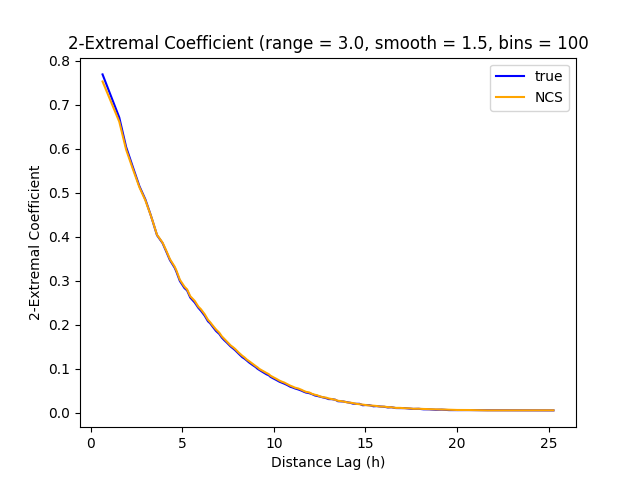 2-Extremal Coefficient (range = 3.0, smooth = 1.5, bins = 100
true
NCS
2-Extremal Coefficient
0.8
0.7
0.6
0.5
0.4
0.3
0.2
0.1
0.0
0 5 10 15 20 25
Distance Lag (h)